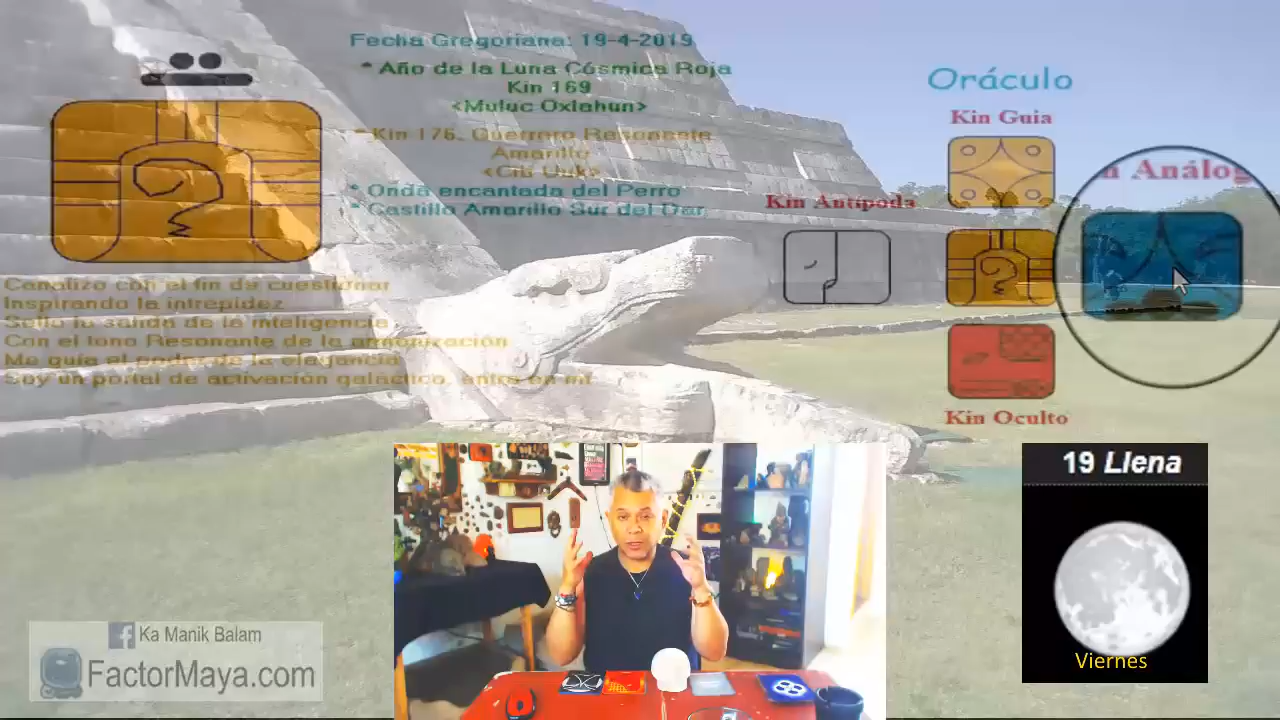 Fecha Gregoriana: 19-4-2019
* Año de la Luna Cósmica Roja
Kin 169
<Muluc Oxlahun>
* Kin 176. Guerrero Resonante
Amarillo
<Cib Uuk>
* Onda encantada del Perro
* Castillo Amarillo Sur del Dar
Canalizo con el fin de cuestionar
Inspirando la intrepidez
Sello la salida de la inteligencia
Con el tono Resonante de la armonización
Me guía el poder de la elegancia
Soy un portal de activación galáctico, entra en mí
Oráculo
Kin Guia
Kin Antípoda
n Análog
Kin Oculto
19 Llena
Viernes
Ka Manik Balam
FactorMaya.com